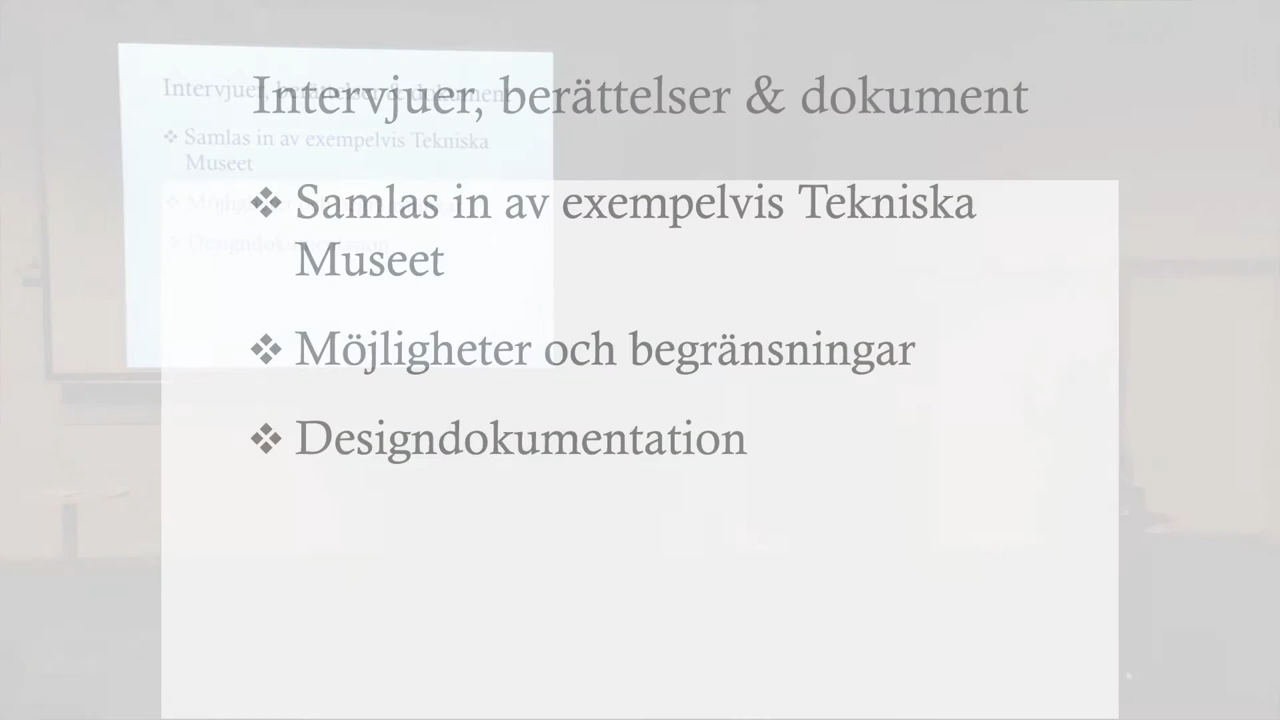 Intervjuer, berättelser & dokument
❖ Samlas in av exempelvis Tekniska
Museet
❖ Möjligheter och begränsningar
❖ Designdokumentation
Intervjuer, berättelser & dokument
❖ Samlas in av exempelvis Tekniska
Museet